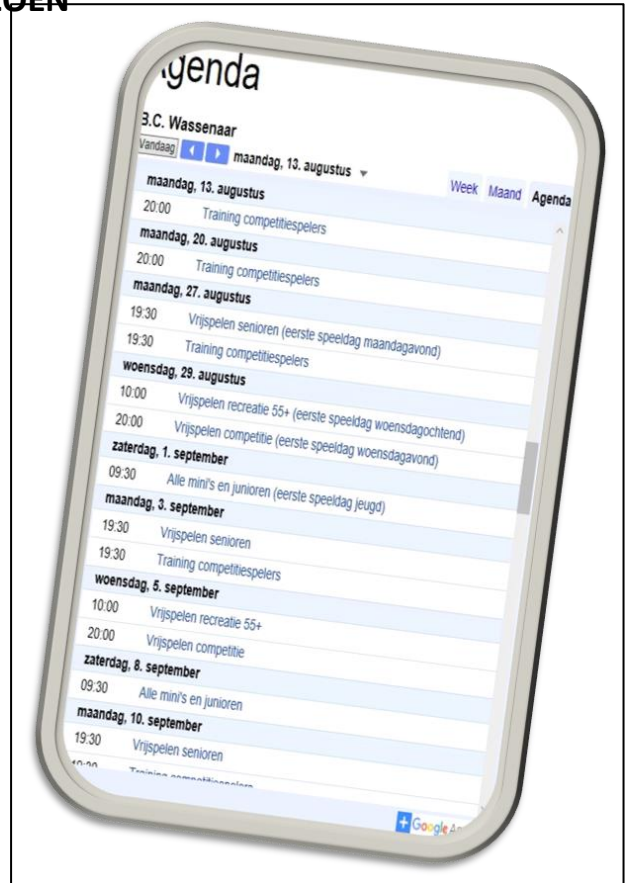 Agenda
B.C. Wassenaar
Vandaag maandag, 13. augustus Week Maand Agenda
maandag, 13. augustus
20:00 Training competitiespelers
maandag, 20. augustus
20:00 Training competitiespelers
maandag, 27. augustus
19:30 Vrijspelen senioren (eerste speeldag maandagavond)
19:30 Training competitiespelers
woensdag, 29. augustus
10:00 Vrijspelen recreatie 55+ (eerste speeldag woensdagochtend)
20:00 Vrijspelen competitie (eerste speeldag woensdagavond)
zaterdag, 1. september
09:30 Alle mini's en junioren (eerste speeldag jeugd)
maandag, 3. september
19:30 Vrijspelen senioren
19:30 Training competitiespelers
woensdag, 5. september
10:00 Vrijspelen recreatie 55+
20:00 Vrijspelen competitie
zaterdag, 8. september
09:30 Alle mini's en junioren
maandag, 10. september
19:30 Vrijspelen senioren
19:30 Training competitiespelers
Google